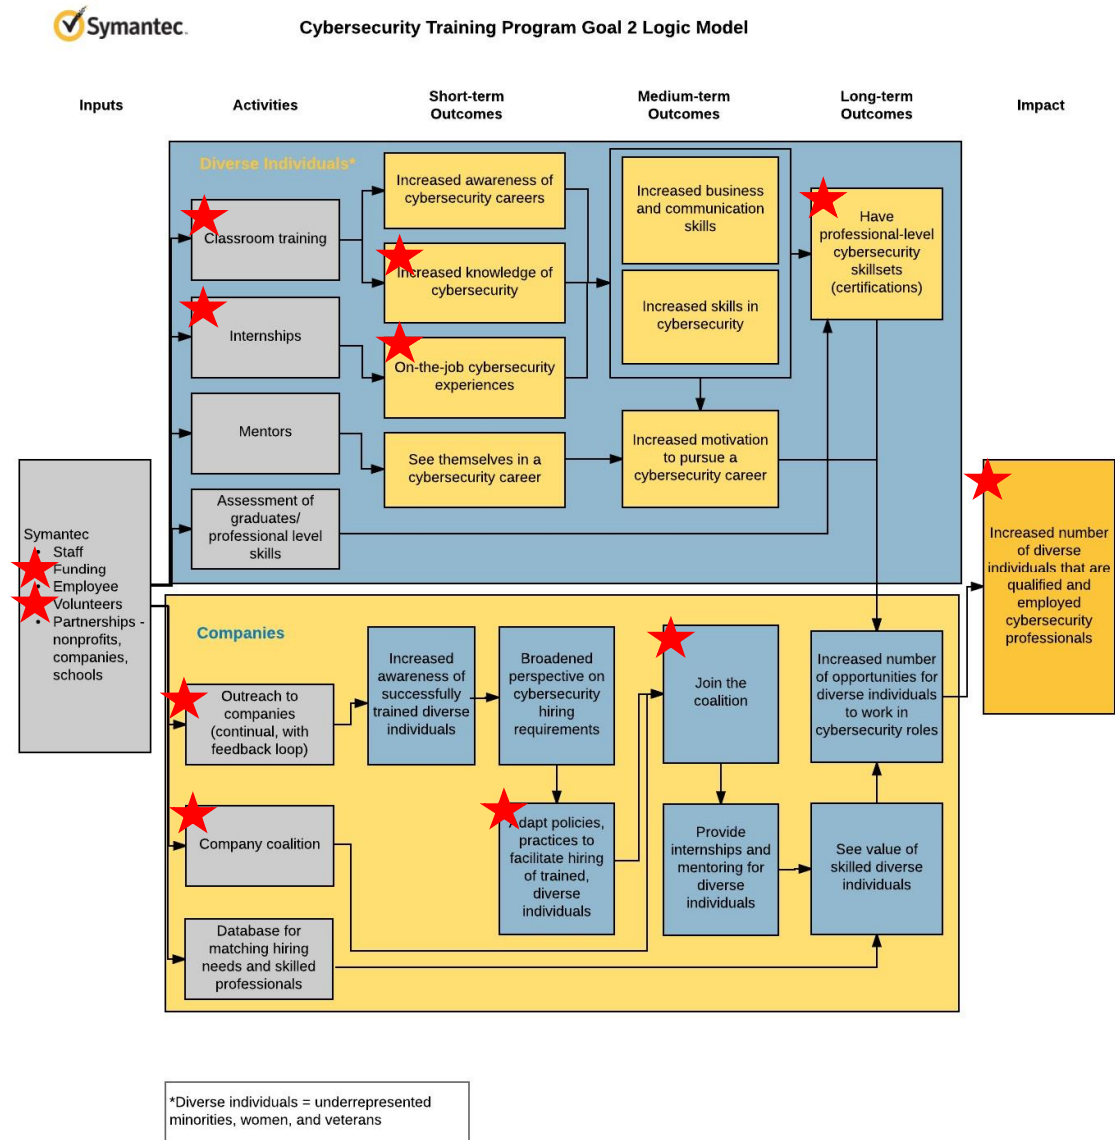 Symantec.
Cybersecurity Training Program Goal 2 Logic Model
Inputs
Activities
Short-term
Outcomes
Medium-term
Outcomes
Long-term
Outcomes
Impact
Diverse Individuals*
Classroom training
Internships
Mentors
Assessment of
graduates/
professional level
skills
Increased awareness of
cybersecurity careers
Increased knowledge of
cybersecurity
On-the-job cybersecurity
experiences
See themselves in a
cybersecurity career
Increased business
and communication
skills
Increased skills in
cybersecurity
Increased motivation
to pursue a
cybersecurity career
Have
professional-level
cybersecurity
skillsets
(certifications)
Symantec
• Staff
Funding
• Employee
Volunteers
• Partnerships -
nonprofits,
companies,
schools
Companies
Outreach to
companies
(continual, with
feedback loop)
Company coalition
Database for
matching hiring
needs and skilled
professionals
Increased
awareness of
successfully
trained diverse
individuals
Broadened
perspective on
cybersecurity
hiring
requirements
Adapt policies,
practices to
facilitate hiring
of trained,
diverse
individuals
Join the
coalition
Provide
internships and
mentoring for
diverse
individuals
Increased number
of opportunities for
diverse individuals
to work in
cybersecurity roles
See value of
skilled diverse
individuals
Increased number
of diverse
individuals that are
qualified and
employed
cybersecurity
professionals
*Diverse individuals = underrepresented
minorities, women, and veterans